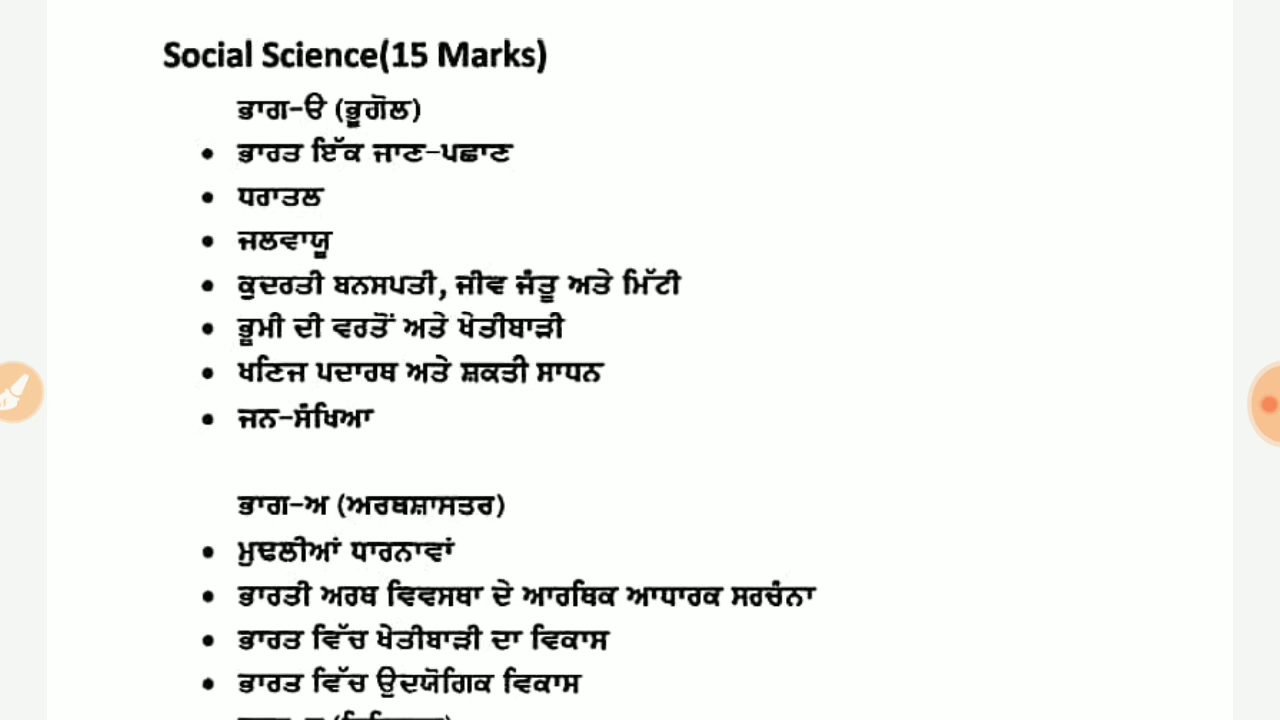 Social Science(15 Marks)
ਭਾਗ-ੳ (ਭੂਗੋਲ)
• ਭਾਰਤ ਇੱਕ ਜਾਣ-ਪਛਾਣ
• ਧਰਾਤਲ
• ਜਲਵਾਯੂ
• ਕੁਦਰਤੀ ਬਨਸਪਤੀ, ਜੀਵ ਜੰਤੂ ਅਤੇ ਮਿੱਟੀ
• ਭੂਮੀ ਦੀ ਵਰਤੋਂ ਅਤੇ ਖੇਤੀਬਾੜੀ
• ਖਣਿਜ ਪਦਾਰਥ ਅਤੇ ਸ਼ਕਤੀ ਸਾਧਨ
• ਜਨ-ਸੰਖਿਆ
ਭਾਗ-ਅ (ਅਰਥਸ਼ਾਸਤਰ)
• ਮੁਢਲੀਆਂ ਧਾਰਨਾਵਾਂ
• ਭਾਰਤੀ ਅਰਥ ਵਿਵਸਥਾ ਦੇ ਆਰਥਿਕ ਆਧਾਰਕ ਸਰਚੰਨਾ
• ਭਾਰਤ ਵਿੱਚ ਖੇਤੀਬਾੜੀ ਦਾ ਵਿਕਾਸ
• ਭਾਰਤ ਵਿੱਚ ਉਦਯੋਗਿਕ ਵਿਕਾਸ